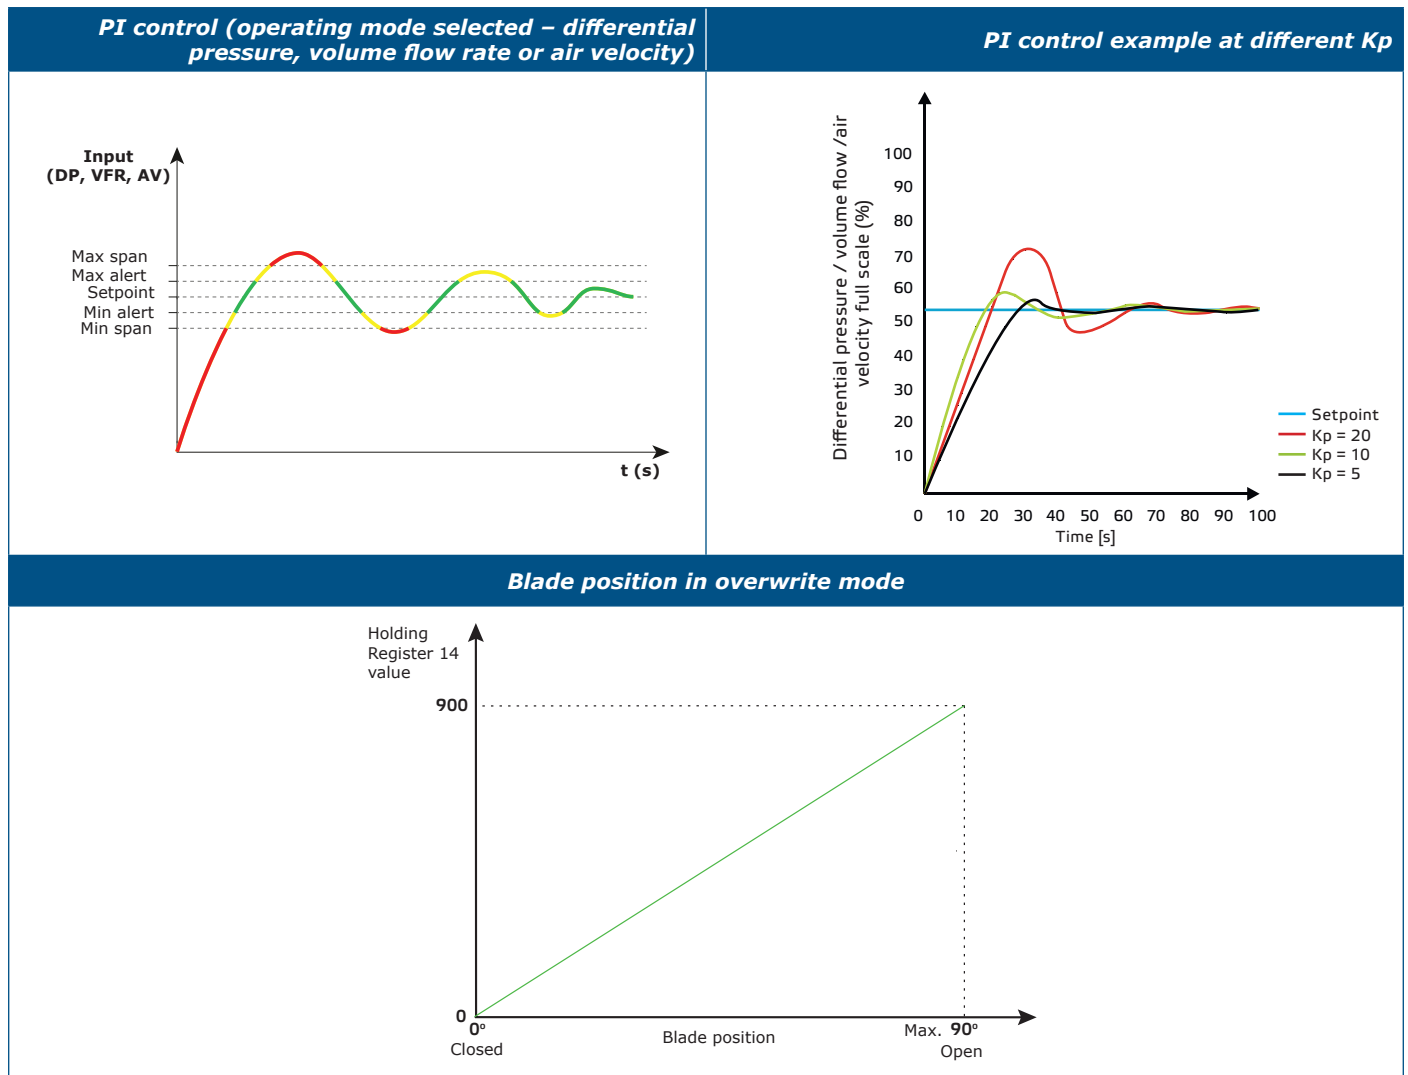 PI control (operating mode selected – differential
pressure, volume flow rate or air velocity)
PI control example at different Kp
Input
(DP, VFR, AV)
Max span
Max alert
Setpoint
Min alert
Min span
t (s)
Differential pressure / volume flow /air
velocity full scale (%)
100
90
80
70
60
50
40
30
20
10
0 10 20 30 40 50 60 70 80 90 100
Time [s]
Setpoint
Kp = 20
Kp = 10
Kp = 5
Blade position in overwrite mode
Holding
Register 14
value
900
0
0° Blade position Max. 90°
Closed Open